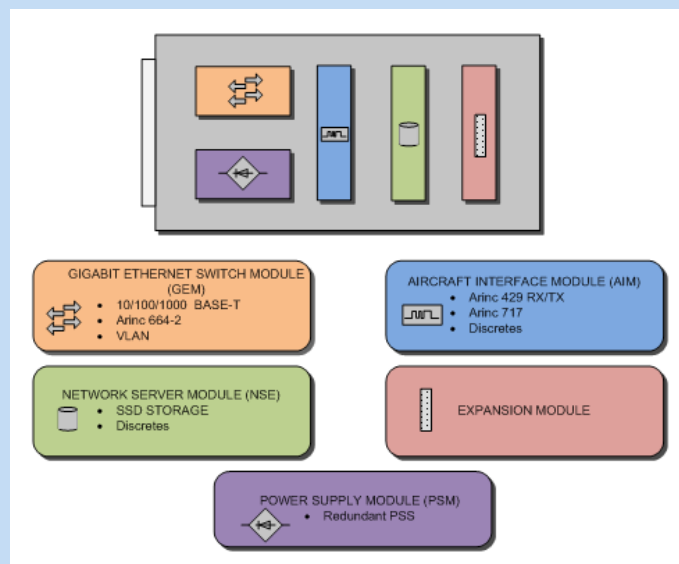 GIGABIT ETHERNET SWITCH MODULE
(GEM)
• 10/100/1000 BASE-T
• Arinc 664-2
• VLAN
AIRCRAFT INTERFACE MODULE (AIM)
• Arinc 429 RX/TX
• Arinc 717
• Discretes
NETWORK SERVER MODULE (NSE)
• SSD STORAGE
• Discretes
EXPANSION MODULE
POWER SUPPLY MODULE (PSM)
• Redundant PSS